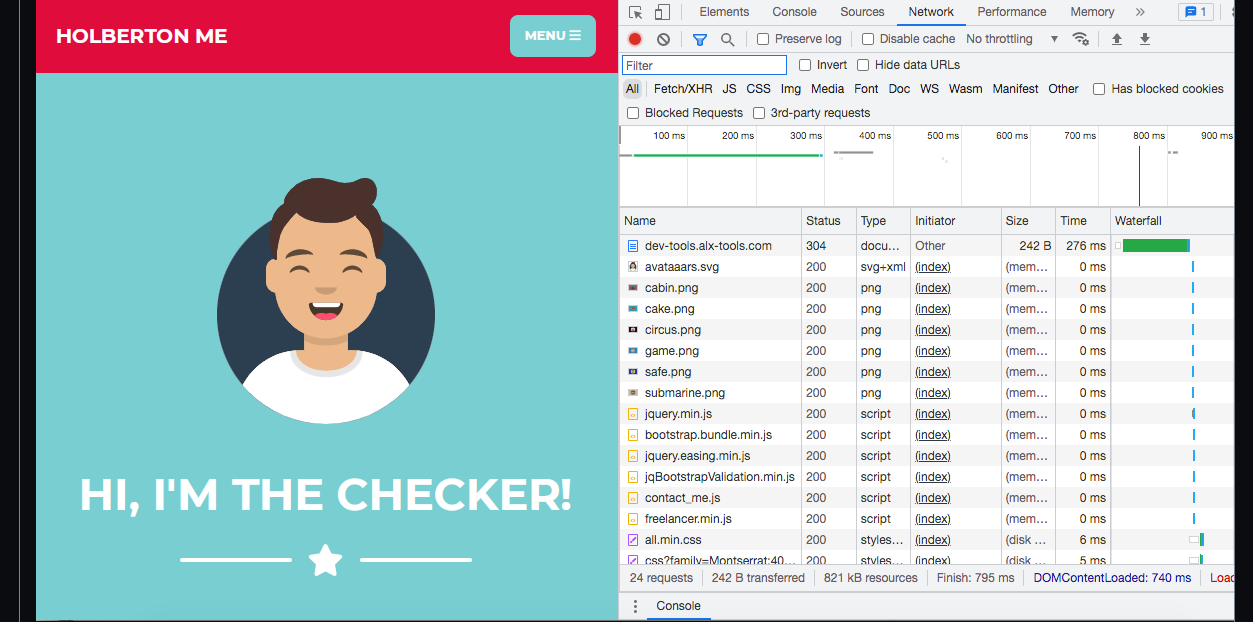 HOLBERTON ME
MENU
HI, I'M THE CHECKER!
Elements Console Sources Network Performance Memory » 1
Preserve log Disable cache No throttling
Filter Invert Hide data URLs
All Fetch/XHR JS CSS Img Media Font Doc WS Wasm Manifest Other Has blocked cookies
Blocked Requests 3rd-party requests
100 ms 200 ms 300 ms 400 ms 500 ms 600 ms 700 ms 800 ms 900 ms
Name Status Type Initiator Size Time Waterfall
dev-tools.alx-tools.com 304 docu… Other 242 B 276 ms
avataaars.svg 200 svg+xml (index) (mem… 0 ms
cabin.png 200 png (index) (mem… 0 ms
cake.png 200 png (index) (mem… 0 ms
circus.png 200 png (index) (mem… 0 ms
game.png 200 png (index) (mem… 0 ms
safe.png 200 png (index) (mem… 0 ms
submarine.png 200 png (index) (mem… 0 ms
jquery.min.js 200 script (index) (mem… 0 ms
bootstrap.bundle.min.js 200 script (index) (mem… 0 ms
jquery.easing.min.js 200 script (index) (mem… 0 ms
jqBootstrapValidation.min.js 200 script (index) (mem… 0 ms
contact_me.js 200 script (index) (mem… 0 ms
freelancer.min.js 200 script (index) (mem… 0 ms
all.min.css 200 styles… (index) (disk … 6 ms
css?family=Montserrat:40… 200 styles… (index) (disk … 5 ms
24 requests 242 B transferred 821 kB resources Finish: 795 ms DOMContentLoaded: 740 ms Loac
Console